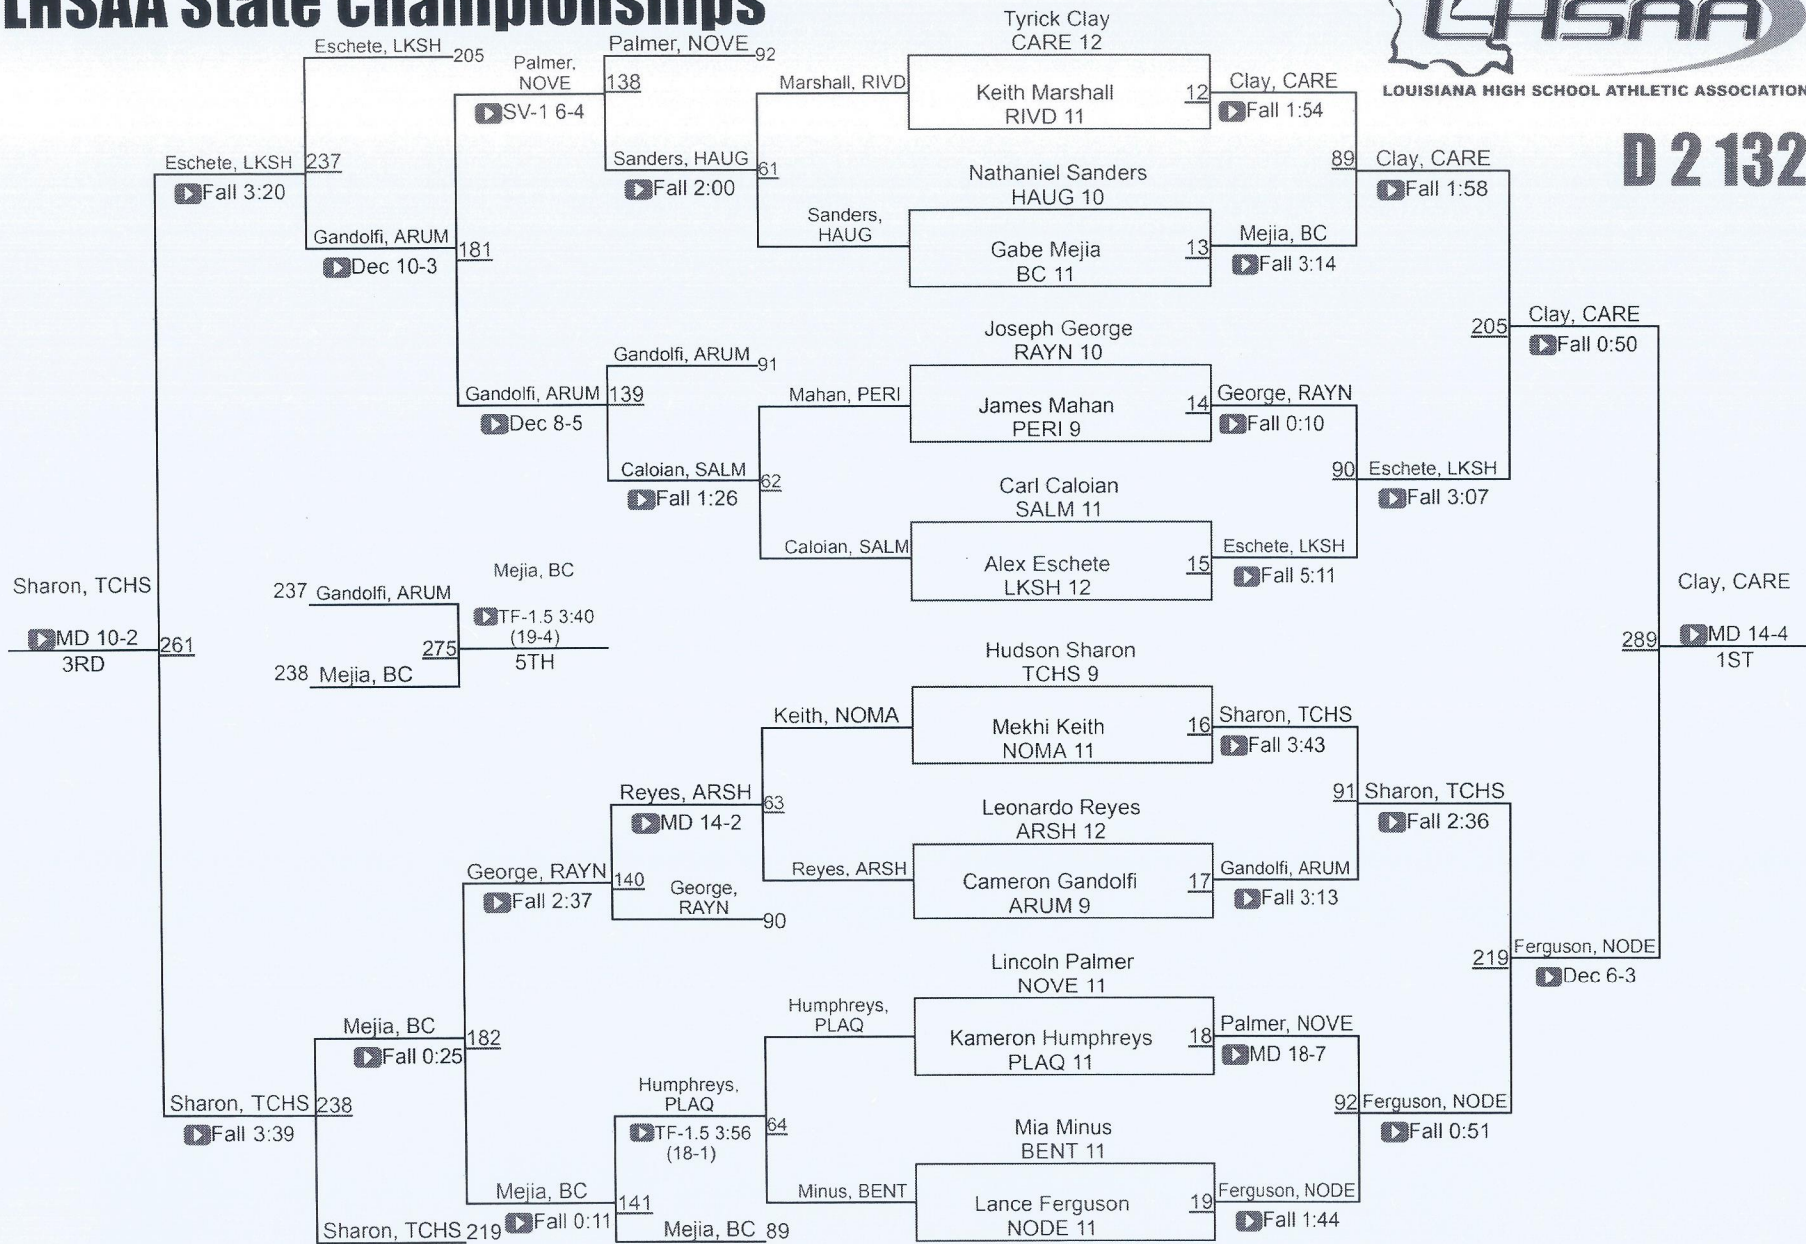 LHSAA State Championships
LHSAA
LOUISIANA HIGH SCHOOL ATHLETIC ASSOCIATION
D 2 132
Eschete, LKSH 205
Eschete, LKSH 237
Fall 3:20
Gandolfi, ARUM 181
Dec 10-3
Palmer,
NOVE
138
SV-1 6-4
Palmer, NOVE 92
Sanders, HAUG 61
Fall 2:00
Marshall, RIVD
Sanders,
HAUG
Gandolfi, ARUM 139
Dec 8-5
Gandolfi, ARUM 91
Caloian, SALM 62
Fall 1:26
Mahan, PERI
Caloian, SALM
Sharon, TCHS
MD 10-2 261
3RD
237 Gandolfi, ARUM
238 Mejia, BC
275
Mejia, BC
TF-1.5 3:40
(19-4)
5TH
Keith, NOMA
Reyes, ARSH 63
MD 14-2
Reyes, ARSH
George, RAYN 140
Fall 2:37
George,
RAYN
90
Mejia, BC 182
Fall 0:25
Sharon, TCHS 238
Fall 3:39
Sharon, TCHS 219
Mejia, BC 141
Fall 0:11
Humphreys,
PLAQ
64
TF-1.5 3:56
(18-1)
Mejia, BC 89
Humphreys,
PLAQ
Minus, BENT
Tyrick Clay
CARE 12
Keith Marshall
RIVD 11
12 Clay, CARE
Fall 1:54
Nathaniel Sanders
HAUG 10
Gabe Mejia
BC 11
13 Mejia, BC
Fall 3:14
Joseph George
RAYN 10
James Mahan
PERI 9
14 George, RAYN
Fall 0:10
Carl Caloian
SALM 11
Alex Eschete
LKSH 12
15 Eschete, LKSH
Fall 5:11
Hudson Sharon
TCHS 9
Mekhi Keith
NOMA 11
16 Sharon, TCHS
Fall 3:43
Leonardo Reyes
ARSH 12
Cameron Gandolfi
ARUM 9
17 Gandolfi, ARUM
Fall 3:13
Lincoln Palmer
NOVE 11
Kameron Humphreys
PLAQ 11
18 Palmer, NOVE
MD 18-7
Mia Minus
BENT 11
Lance Ferguson
NODE 11
19 Ferguson, NODE
Fall 1:44
89 Clay, CARE
Fall 1:58
90 Eschete, LKSH
Fall 3:07
91 Sharon, TCHS
Fall 2:36
92 Ferguson, NODE
Fall 0:51
205 Clay, CARE
Fall 0:50
219 Ferguson, NODE
Dec 6-3
Clay, CARE
289 MD 14-4
1ST